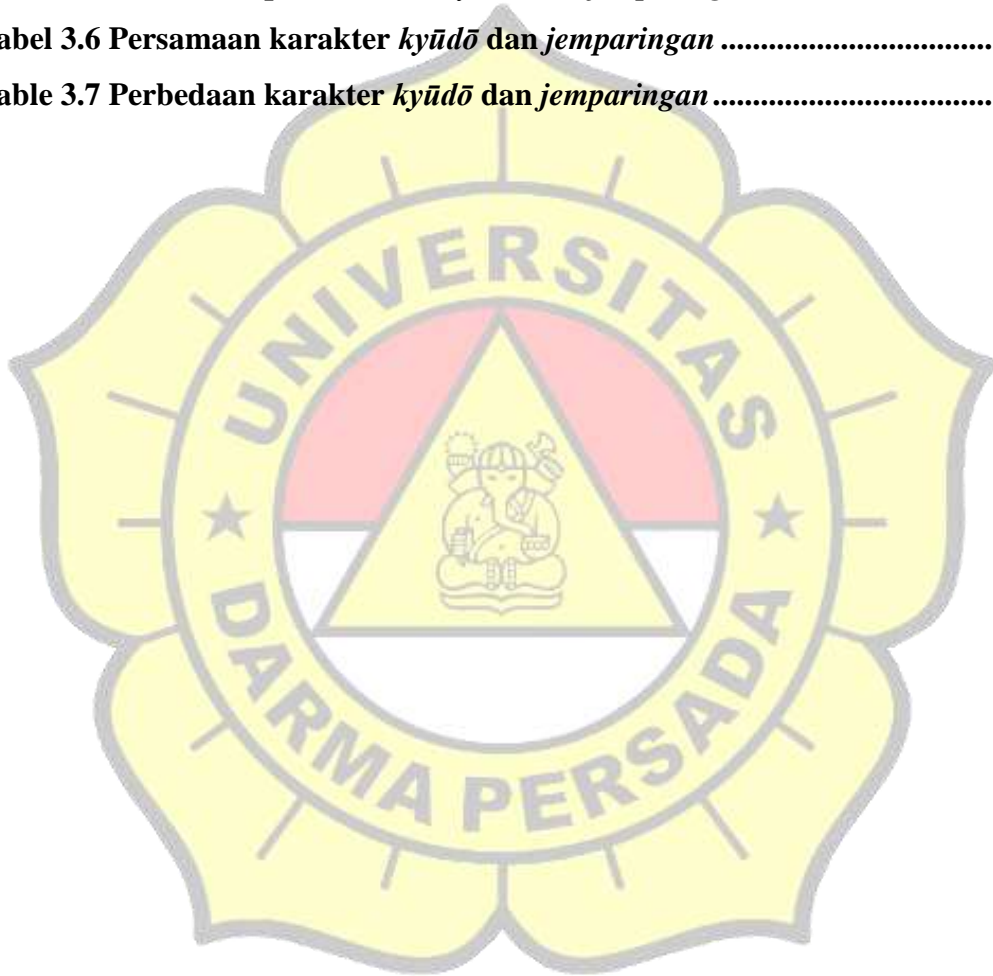 abel 3.6 Persamaan karakter kyūdō dan jemparingan ..................................
able 3.7 Perbedaan karakter kyūdō dan jemparingan ...................................
UNIVERSITAS
DARMA PERSADA